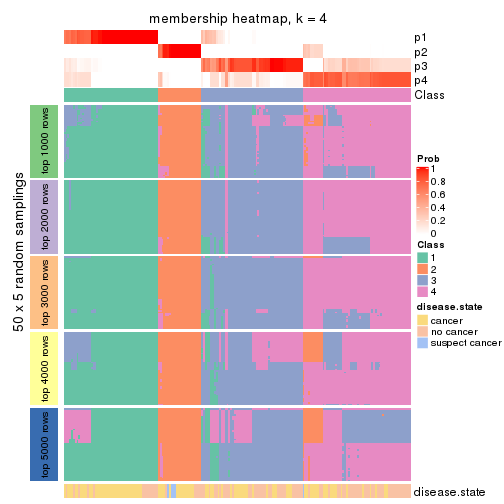 membership heatmap, k = 4
p1
p2
p3
p4
Class
50 x 5 random samplings
top 1000 rows
top 2000 rows
top 3000 rows
top 4000 rows
top 5000 rows
disease.state
Prob
1
0.8
0.6
0.4
0.2
0
Class
1
2
3
4
disease.state
cancer
no cancer
suspect cancer